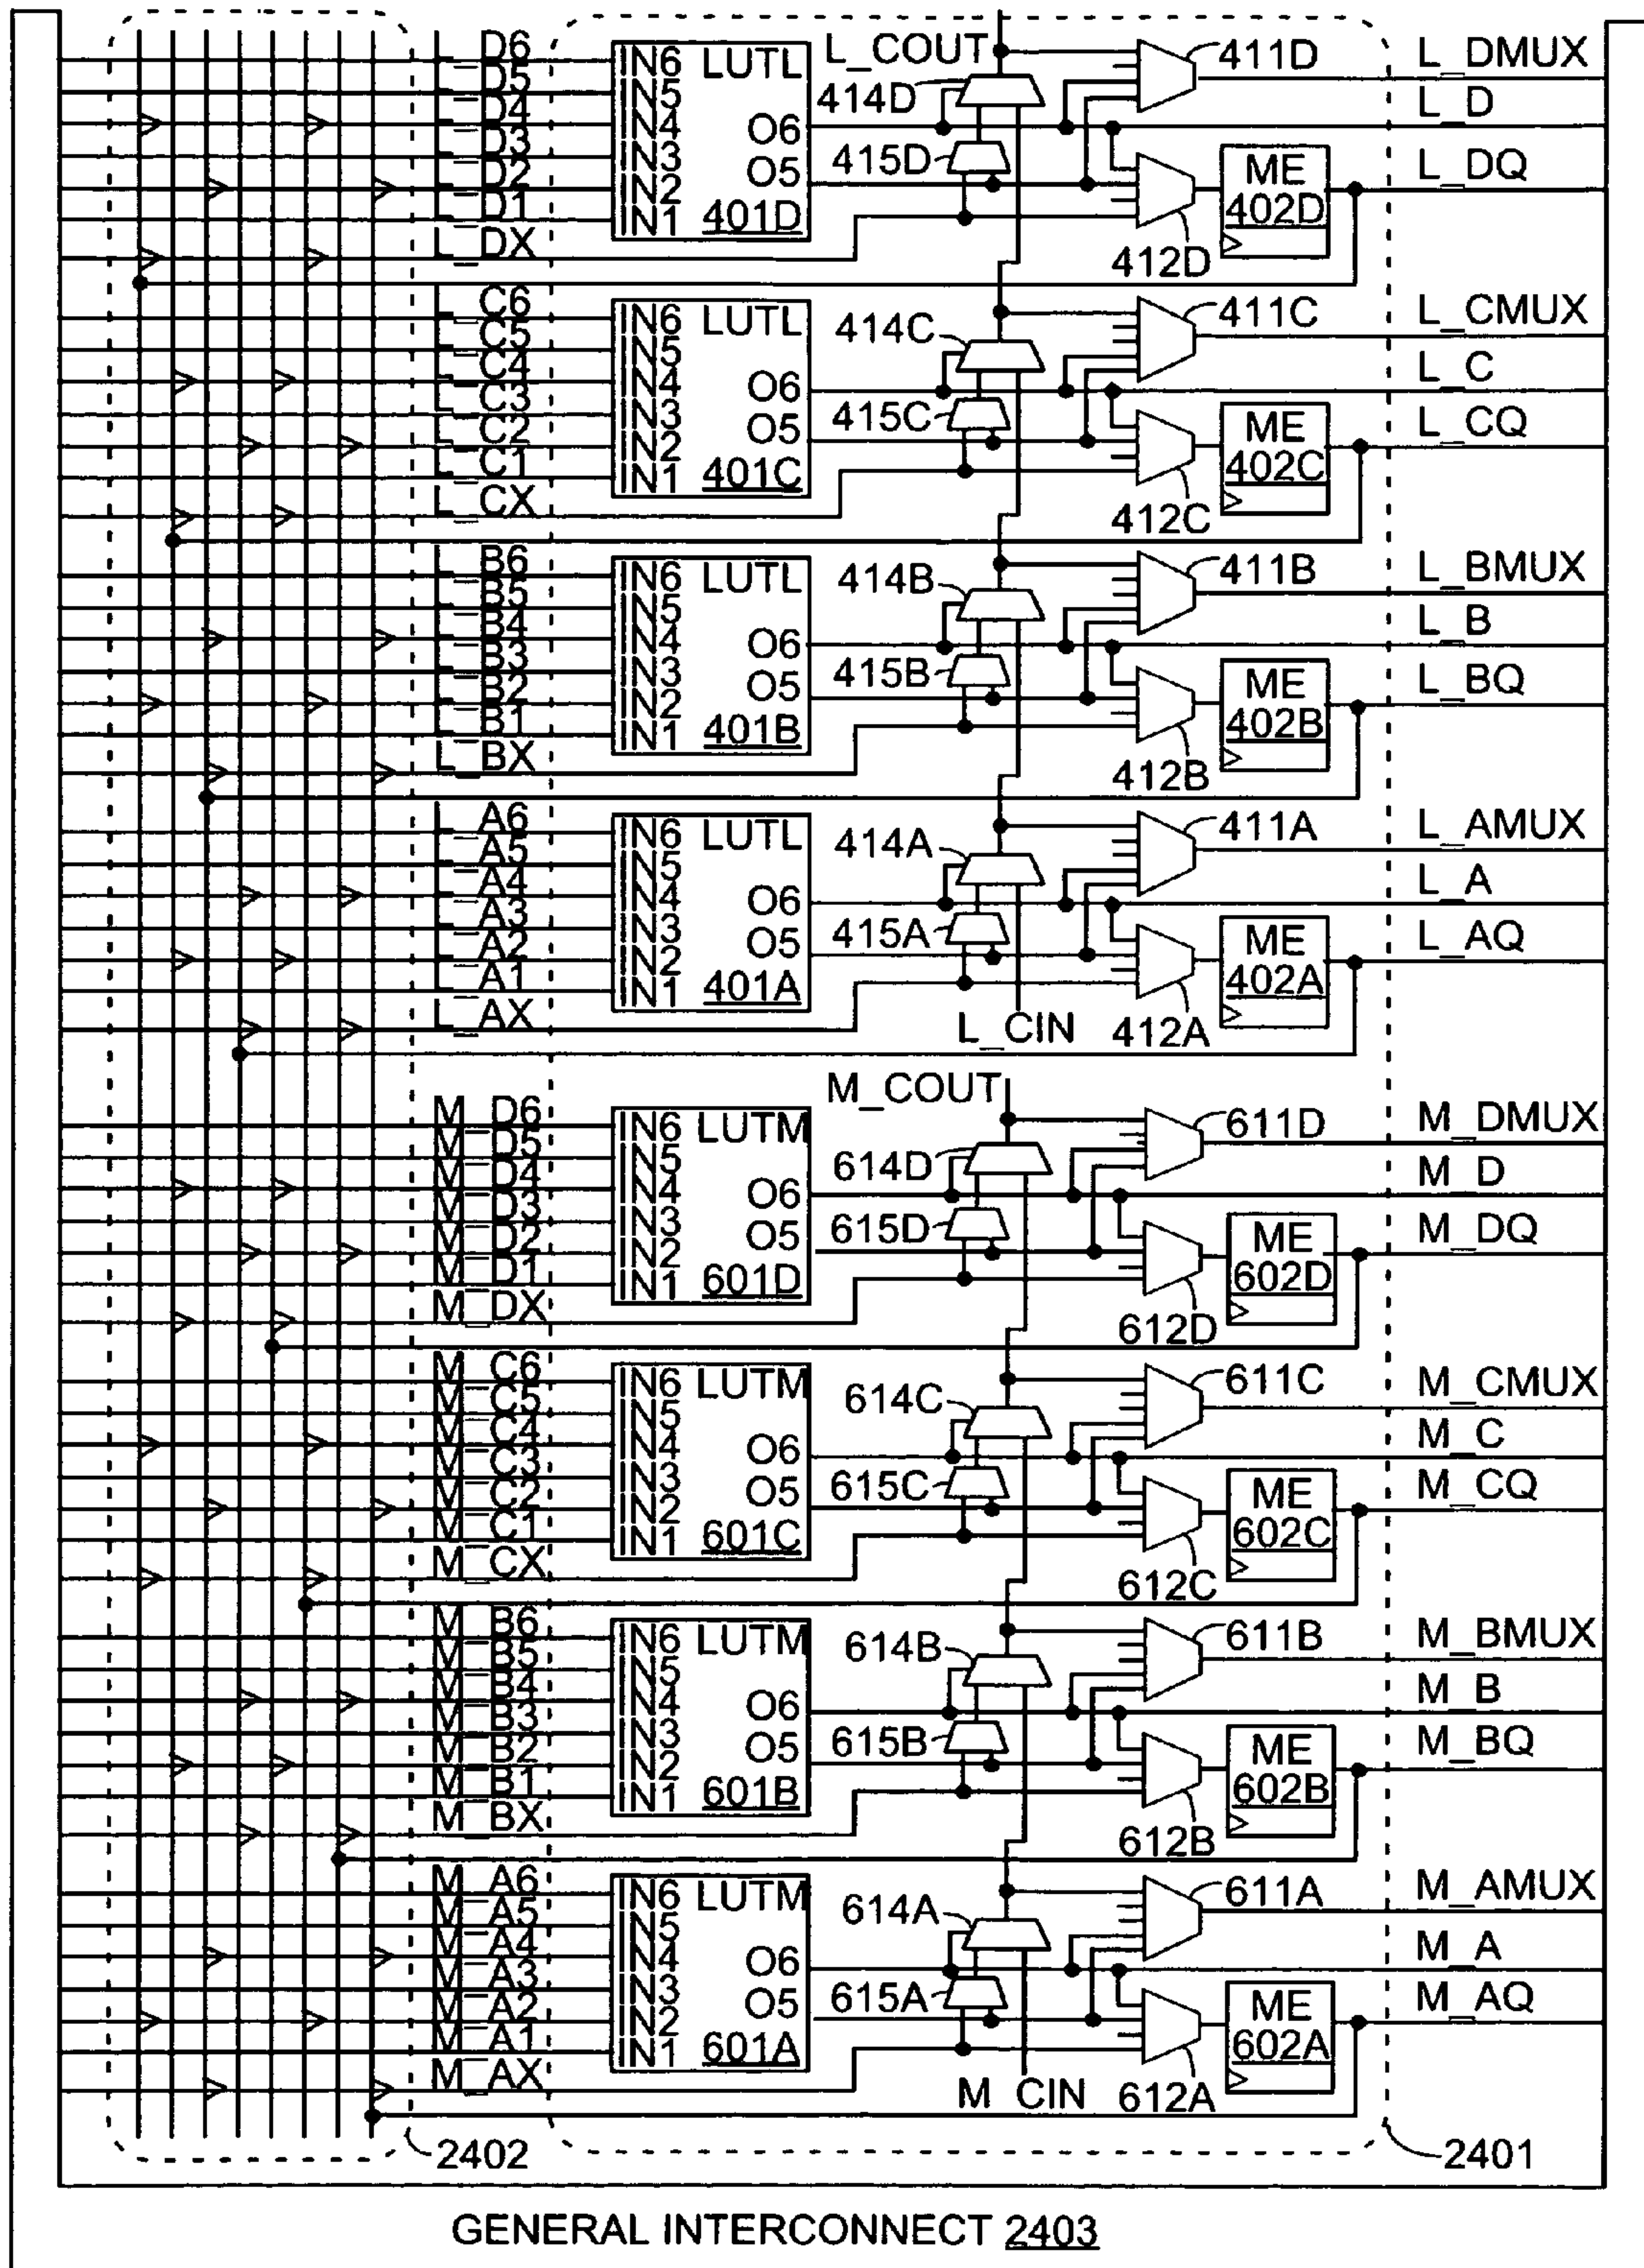 L_D6 IN6 LUTL L_COUT 411D L_DMUX
L_D5 IN5
L_D4 IN4 414D L_D
L_D3 IN3 O6
L_D2 IN2 O5 415D ME L_DQ
L_D1 IN1 401D 402D
L_DX 412D
L_C6 IN6 LUTL 411C L_CMUX
L_C5 IN5 414C
L_C4 IN4 O6 L_C
L_C3 IN3 415C
L_C2 IN2 O5 ME L_CQ
L_C1 IN1 401C 402C
L_CX 412C
L_B6 IN6 LUTL 414B 411B L_BMUX
L_B5 IN5
L_B4 IN4 O6 L_B
L_B3 IN3 415B
L_B2 IN2 O5 ME L_BQ
L_B1 IN1 401B 402B
L_BX 412B
L_A6 IN6 LUTL 414A 411A L_AMUX
L_A5 IN5
L_A4 IN4 O6 L_A
L_A3 IN3 415A
L_A2 IN2 O5 ME L_AQ
L_A1 IN1 401A 402A
L_AX L_CIN 412A
M_COUT
M_D6 IN6 LUTM 611D M_DMUX
M_D5 IN5 614D
M_D4 IN4 O6 M_D
M_D3 IN3 615D
M_D2 IN2 O5 ME M_DQ
M_D1 IN1 601D 602D
M_DX 612D
M_C6 IN6 LUTM 614C 611C M_CMUX
M_C5 IN5
M_C4 IN4 O6 M_C
M_C3 IN3 615C
M_C2 IN2 O5 ME M_CQ
M_C1 IN1 601C 602C
M_CX 612C
M_B6 IN6 LUTM 614B 611B M_BMUX
M_B5 IN5
M_B4 IN4 O6 M_B
M_B3 IN3 615B
M_B2 IN2 O5 ME M_BQ
M_B1 IN1 601B 602B
M_BX 612B
M_A6 IN6 LUTM 614A 611A M_AMUX
M_A5 IN5
M_A4 IN4 O6 M_A
M_A3 IN3 615A
M_A2 IN2 O5 ME M_AQ
M_A1 IN1 601A 602A
M_AX M_CIN 612A
2402 2401
GENERAL INTERCONNECT 2403